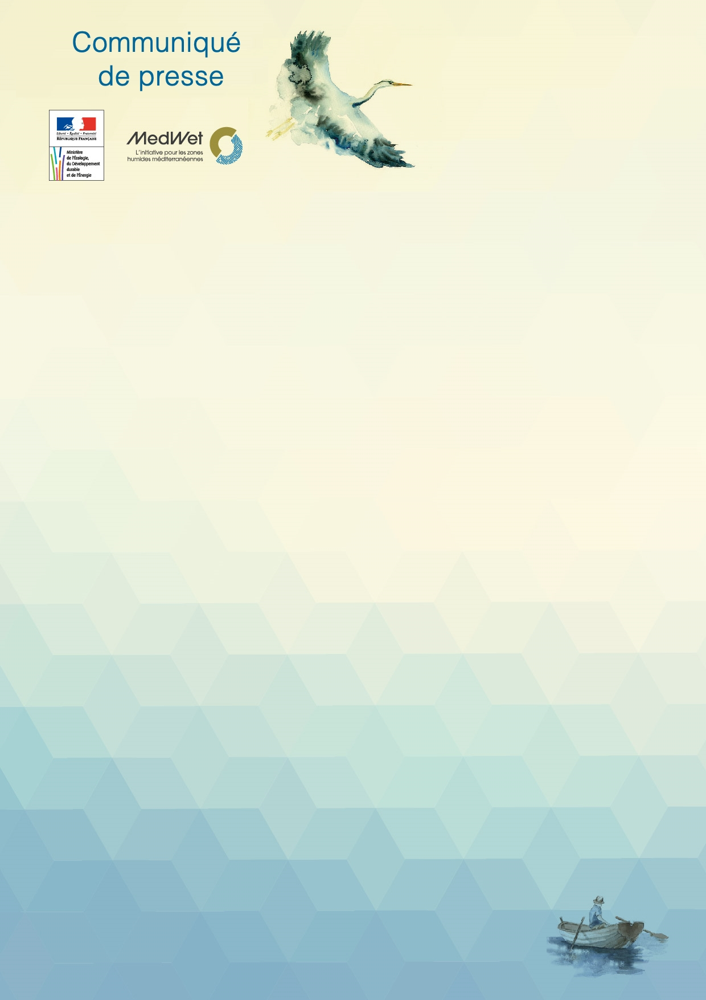 Communiqué
de presse
Liberté • Égalité • Fraternité
RÉPUBLIQUE FRANÇAISE
Ministère
de l'Écologie,
du Développement
durable
et de l'Énergie
MedWet
L'initiative pour les zones
humides méditerranéennes